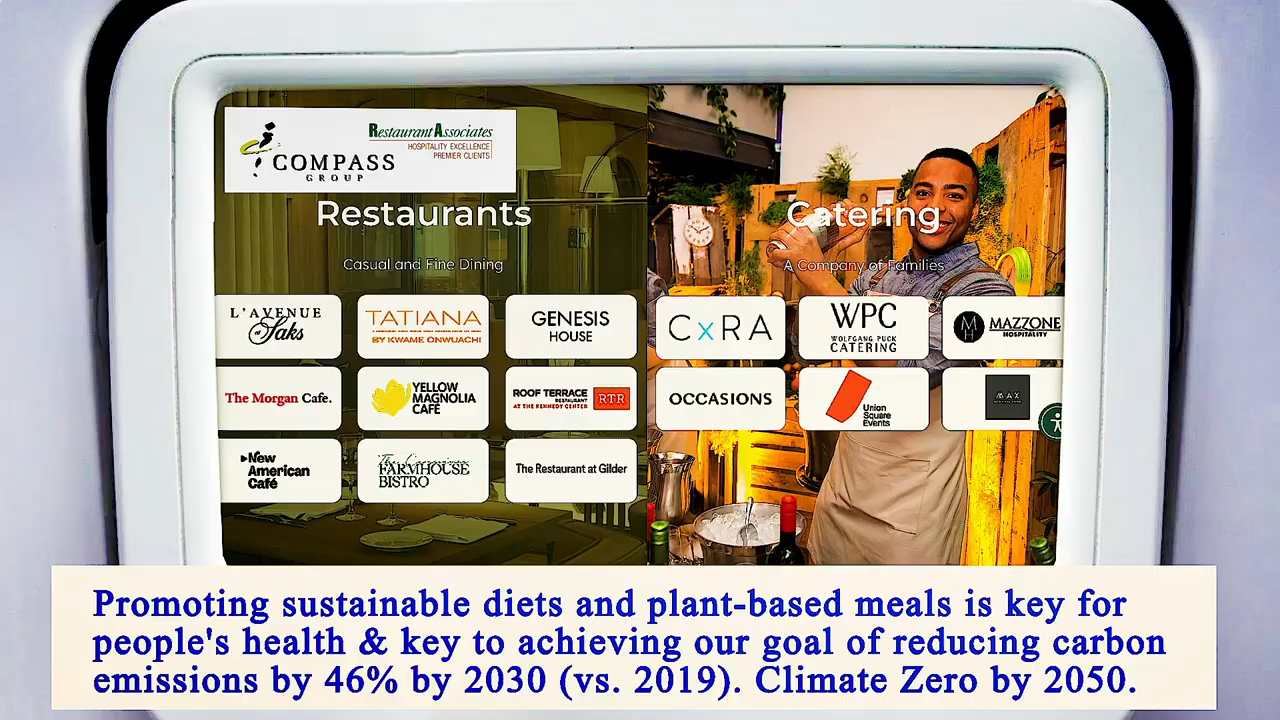 COMPASS
GROUP
Restaurant Associates
HOSPITALITY EXCELLENCE
PREMIER CLIENTS
Restaurants
Casual and Fine Dining
L'AVENUE
Saks
TATIANA
BY KWAME ONWUACHI
GENESIS
HOUSE
The Morgan Cafe.
YELLOW
MAGNOLIA
CAFÉ
ROOF TERRACE
RESTAURANT
AT THE KENNEDY CENTER
RTR
New
American
Café
FARMHOUSE
BISTRO
The Restaurant at Gilder
Catering
A Company of Families
CxRA
WPC
WOLFGANG PUCK
CATERING
MH
MAZZONE
HOSPITALITY
OCCASIONS
Union
Square
Events
MAX
Promoting sustainable diets and plant-based meals is key for
people's health & key to achieving our goal of reducing carbon
emissions by 46% by 2030 (vs. 2019). Climate Zero by 2050.